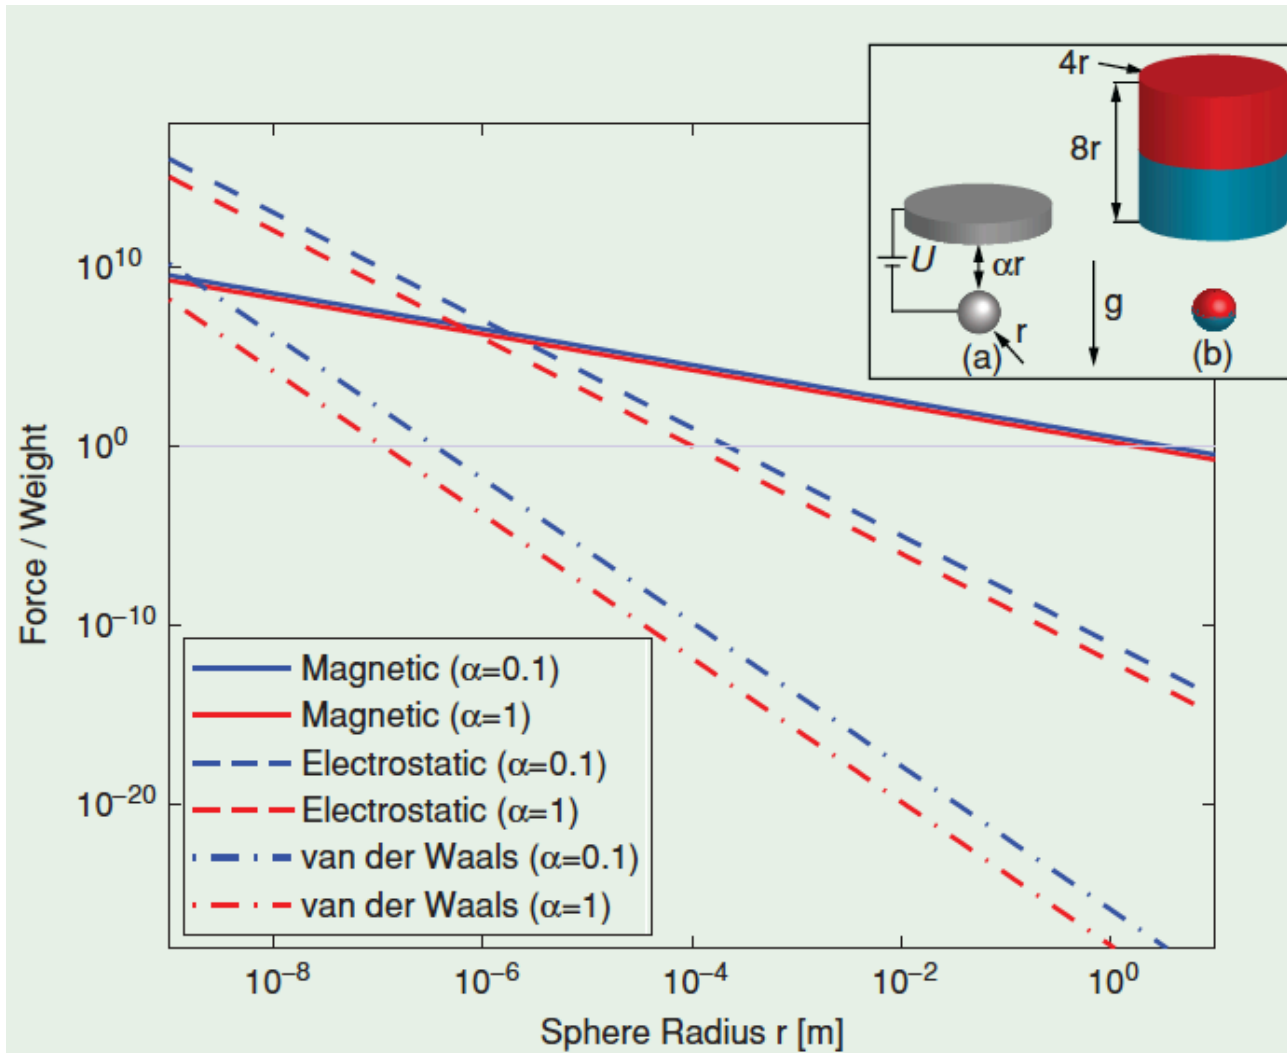 4r
8r
U
αr
g
r
(a)
(b)
10^10
10^0
10^–10
10^–20
Force / Weight
Magnetic (α=0.1)
Magnetic (α=1)
Electrostatic (α=0.1)
Electrostatic (α=1)
van der Waals (α=0.1)
van der Waals (α=1)
10^–8 10^–6 10^–4 10^–2 10^0
Sphere Radius r [m]